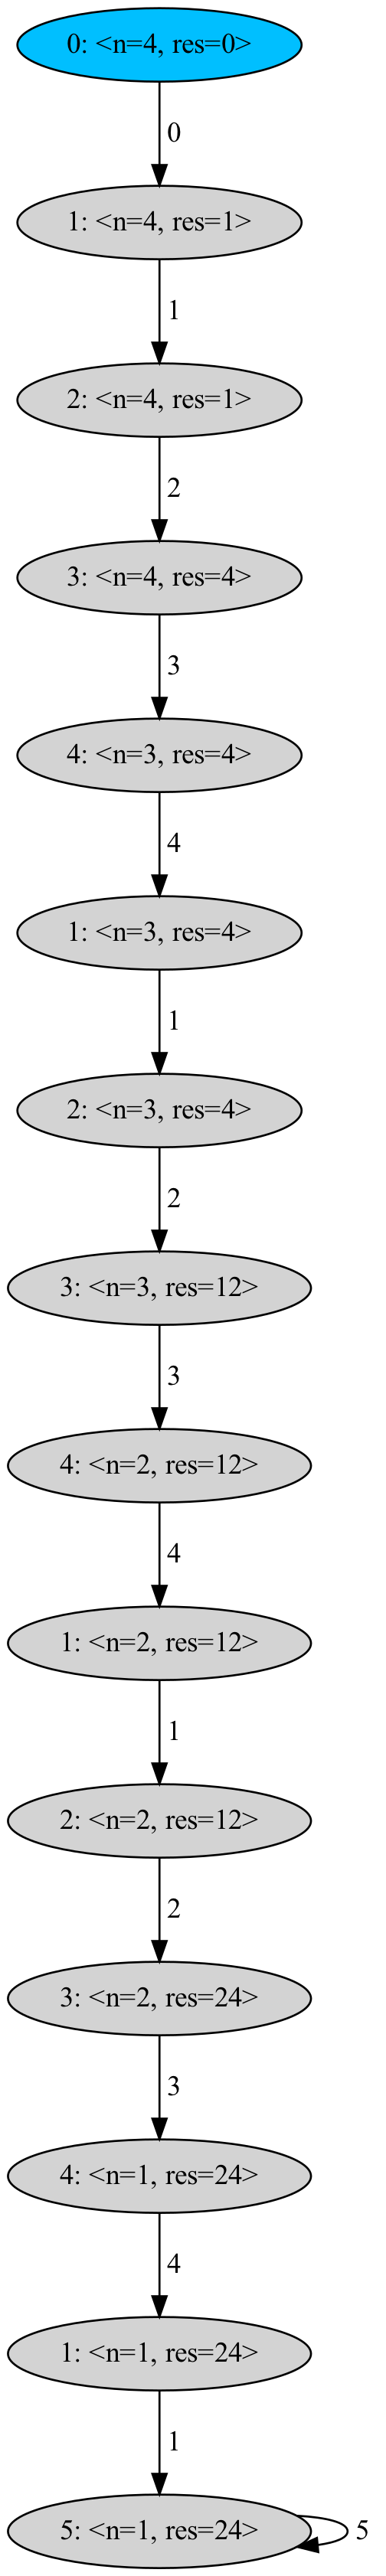 0: <n=4, res=0>
0
1: <n=4, res=1>
1
2: <n=4, res=1>
2
3: <n=4, res=4>
3
4: <n=3, res=4>
4
1: <n=3, res=4>
1
2: <n=3, res=4>
2
3: <n=3, res=12>
3
4: <n=2, res=12>
4
1: <n=2, res=12>
1
2: <n=2, res=12>
2
3: <n=2, res=24>
3
4: <n=1, res=24>
4
1: <n=1, res=24>
1
5: <n=1, res=24>
5